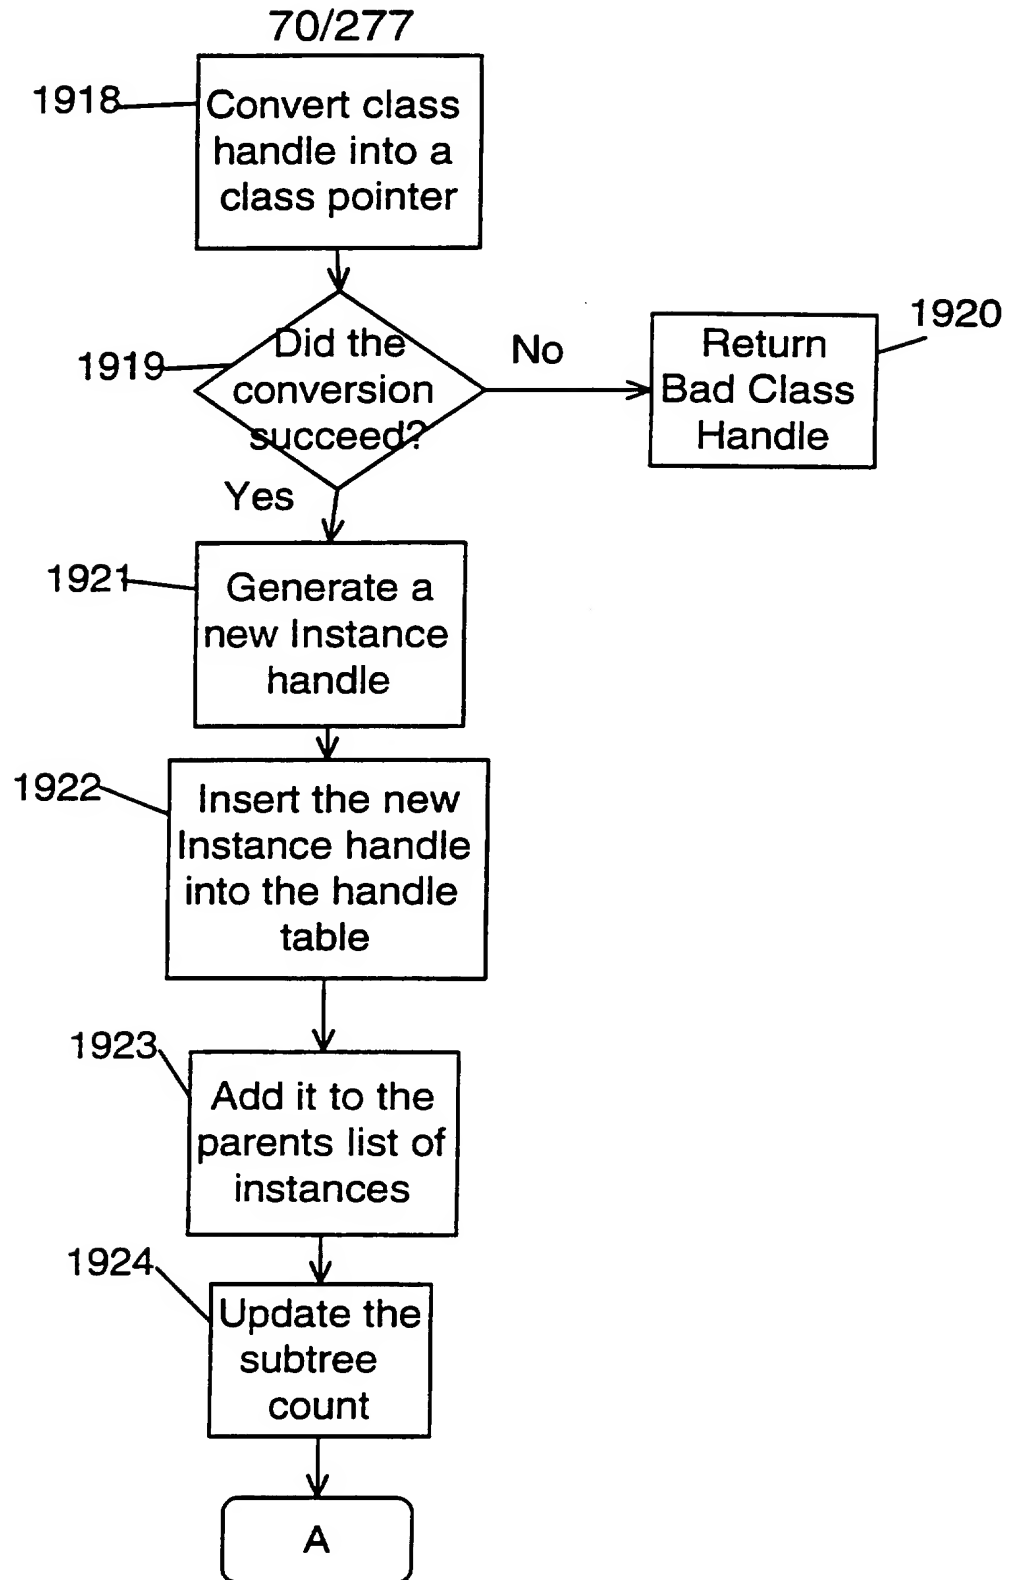 70/277
1918
Convert class
handle into a
class pointer
1919
Did the
conversion
succeed?
No
1920
Return
Bad Class
Handle
Yes
1921
Generate a
new Instance
handle
1922
Insert the new
Instance handle
into the handle
table
1923
Add it to the
parents list of
instances
1924
Update the
subtree
count
A